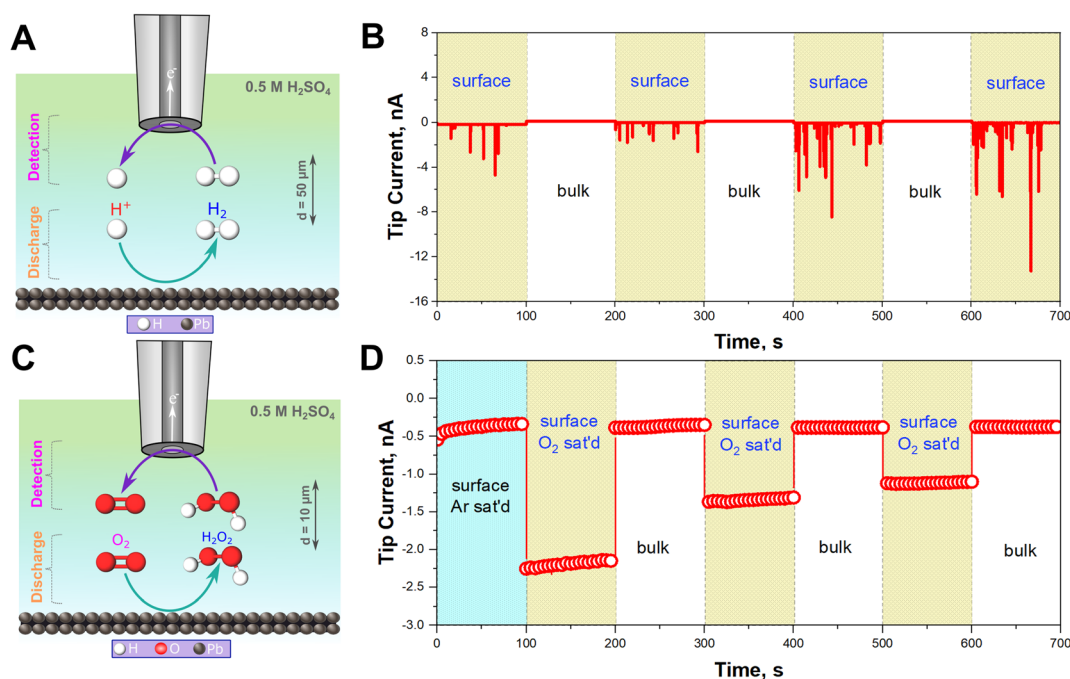 A
e⁻
0.5 M H₂SO₄
Detection
d = 50 μm
H⁺
H₂
Discharge
H Pb
B
Tip Current, nA
8
4
0
-4
-8
-12
-16
surface
surface
surface
surface
bulk
bulk
bulk
0 100 200 300 400 500 600 700
Time, s
C
e⁻
0.5 M H₂SO₄
Detection
d = 10 μm
O₂
H₂O₂
Discharge
H O Pb
D
Tip Current, nA
0.5
0.0
-0.5
-1.0
-1.5
-2.0
-2.5
-3.0
surface
Ar sat'd
surface
O₂ sat'd
bulk
surface
O₂ sat'd
bulk
surface
O₂ sat'd
bulk
0 100 200 300 400 500 600 700
Time, s